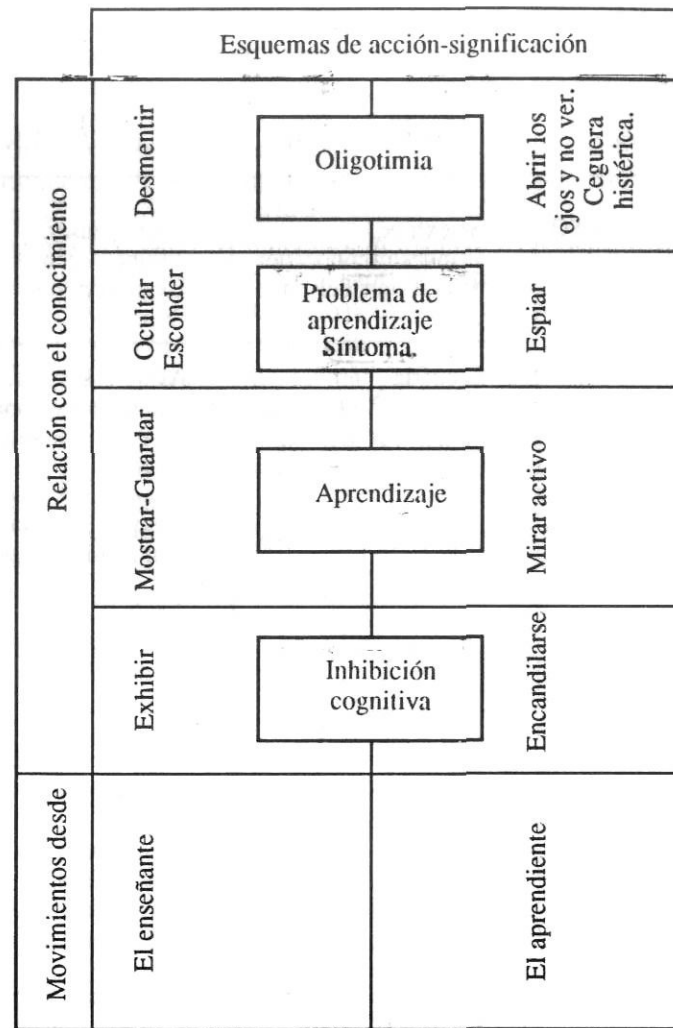 Esquemas de acción-significación
Relación con el conocimiento
Desmentir
Oligotimia
Abrir los
ojos y no ver.
Ceguera
histérica.
Ocultar
Esconder
Problema de
aprendizaje
Síntoma.
Espiar
Mostrar-Guardar
Aprendizaje
Mirar activo
Exhibir
Inhibición
cognitiva
Encandilarse
Movimientos desde
El enseñante
El aprendiente